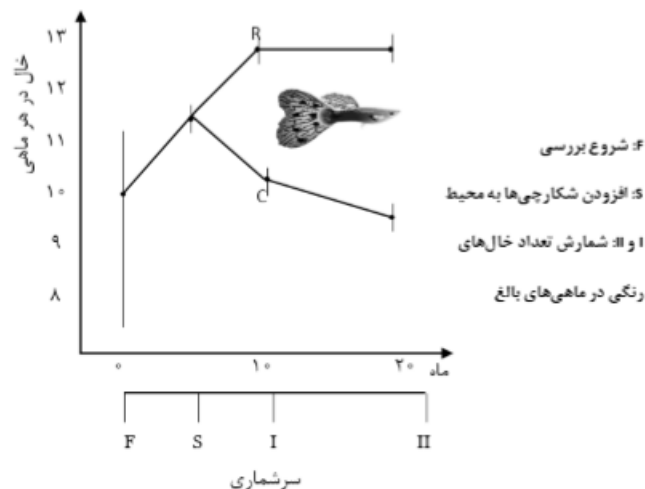 خال در هر ماهی
۱۳
۱۲
۱۱
۱۰
۹
۸
R
C
F: شروع بررسی
S: افزودن شکارچی‌ها به محیط
I و II: شمارش تعداد خال‌های
رنگی در ماهی‌های بالغ
۰ ۱۰ ۲۰ ماه
F S I II
سرشماری